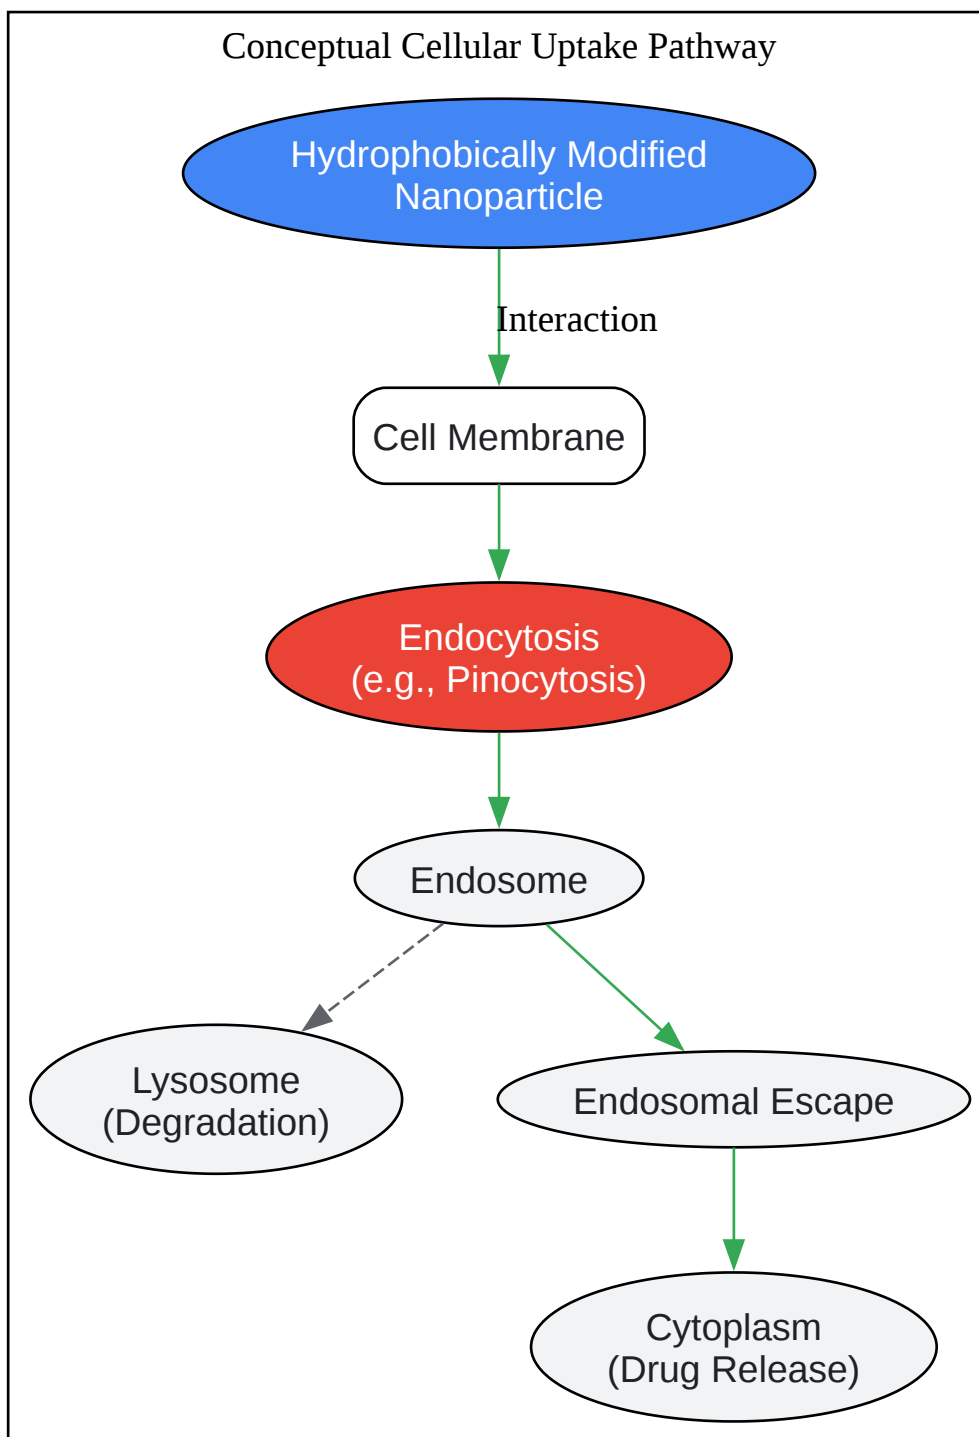 Conceptual Cellular Uptake Pathway
Hydrophobically Modified
Nanoparticle
Interaction
Cell Membrane
Endocytosis
(e.g., Pinocytosis)
Endosome
Lysosome
(Degradation)
Endosomal Escape
Cytoplasm
(Drug Release)